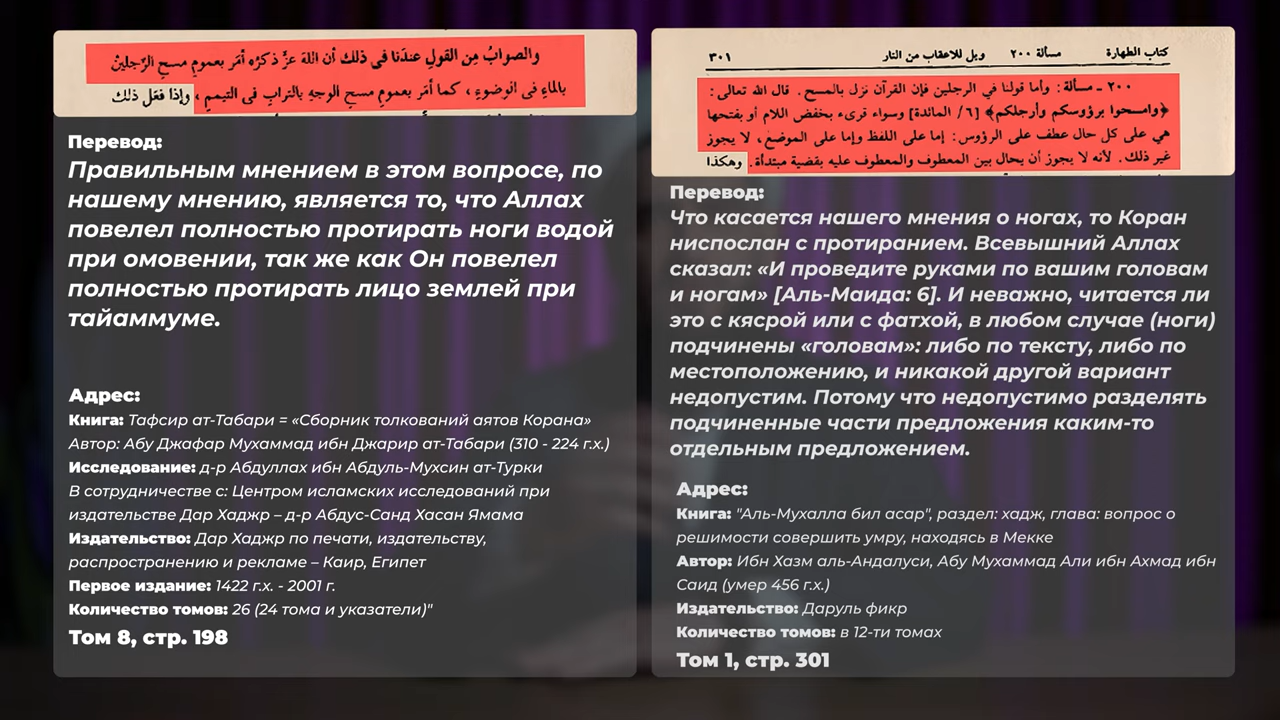 والصوابُ مِن القولِ عندَنا فى ذلك أن اللهَ عزَّ ذكرُه أمَر بعمومِ مسحِ الرِّجلينِ
بالماءِ فى الوضوءِ ، كما أمَر بعمومِ مسحِ الوجهِ بالترابِ فى التيممِ ، وإذا فعَل ذلك
Перевод:
Правильным мнением в этом вопросе, по
нашему мнению, является то, что Аллах
повелел полностью протирать ноги водой
при омовении, так же как Он повелел
полностью протирать лицо землей при
тайаммуме.
Адрес:
Книга: Тафсир ат-Табари = «Сборник толкований аятов Корана»
Автор: Абу Джафар Мухаммад ибн Джарир ат-Табари (310 - 224 г.х.)
Исследование: д-р Абдуллах ибн Абдуль-Мухсин ат-Турки
В сотрудничестве с: Центром исламских исследований при
издательстве Дар Хаджр – д-р Абдус-Санд Хасан Ямама
Издательство: Дар Хаджр по печати, издательству,
распространению и рекламе – Каир, Египет
Первое издание: 1422 г.х. - 2001 г.
Количество томов: 26 (24 тома и указатели)"
Том 8, стр. 198
كتاب الطهارة مسألة ٢٠٠ ويل للاعقاب من النار ٣٠١
٢٠٠ ـ مسألة : وأما قولنا في الرجلين فإن القرآن نزل بالمسح . قال الله تعالى :
﴿وامسحوا برؤوسكم وأرجلكم﴾ [٦/ المائدة] وسواء قرىء بخفض اللام أو بفتحها
هي على كل حال عطف على الرؤوس : إما على اللفظ وإما على الموضع ، لا يجوز
غير ذلك . لأنه لا يجوز أن يحال بين المعطوف والمعطوف عليه بقضية مبتدأة . وهكذا
Перевод:
Что касается нашего мнения о ногах, то Коран
ниспослан с протиранием. Всевышний Аллах
сказал: «И проведите руками по вашим головам
и ногам» [Аль-Маида: 6]. И неважно, читается ли
это с кясрой или с фатхой, в любом случае (ноги)
подчинены «головам»: либо по тексту, либо по
местоположению, и никакой другой вариант
недопустим. Потому что недопустимо разделять
подчиненные части предложения каким-то
отдельным предложением.
Адрес:
Книга: "Аль-Мухалла бил асар", раздел: хадж, глава: вопрос о
решимости совершить умру, находясь в Мекке
Автор: Ибн Хазм аль-Андалуси, Абу Мухаммад Али ибн Ахмад ибн
Саид (умер 456 г.х.)
Издательство: Даруль фикр
Количество томов: в 12-ти томах
Том 1, стр. 301